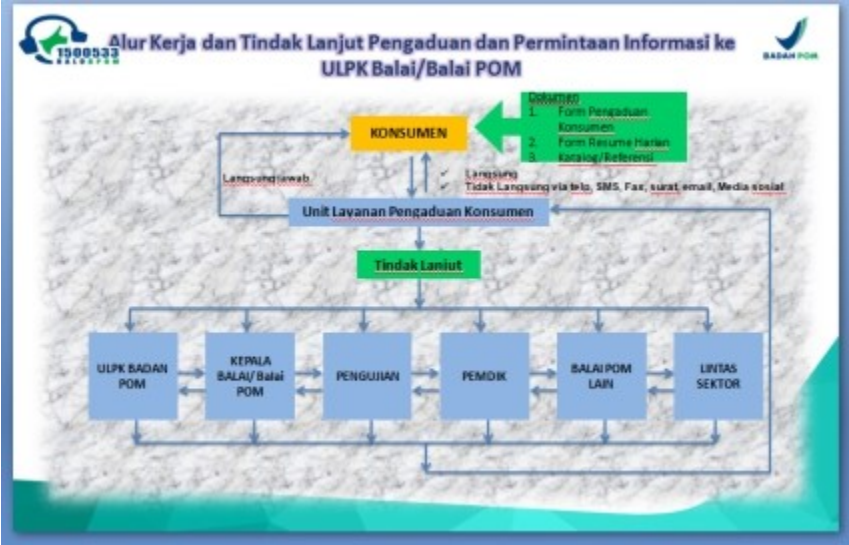 1500533
HALOBPOM
Alur Kerja dan Tindak Lanjut Pengaduan dan Permintaan Informasi ke
ULPK Balai/Balai POM
BADAN POM
Dokumen
1. Form Pengaduan
Konsumen
2. Form Resume Harian
3. Katalog/Referensi
KONSUMEN
Langsung jawab
✓ Langsung
✓ Tidak Langsung via telp, SMS, Fax, surat, email, Media sosial
Unit Layanan Pengaduan Konsumen
Tindak Lanjut
ULPK BADAN
POM
KEPALA
BALAI/Balai
POM
PENGUJIAN
PEMDIK
BALAI POM
LAIN
LINTAS
SEKTOR